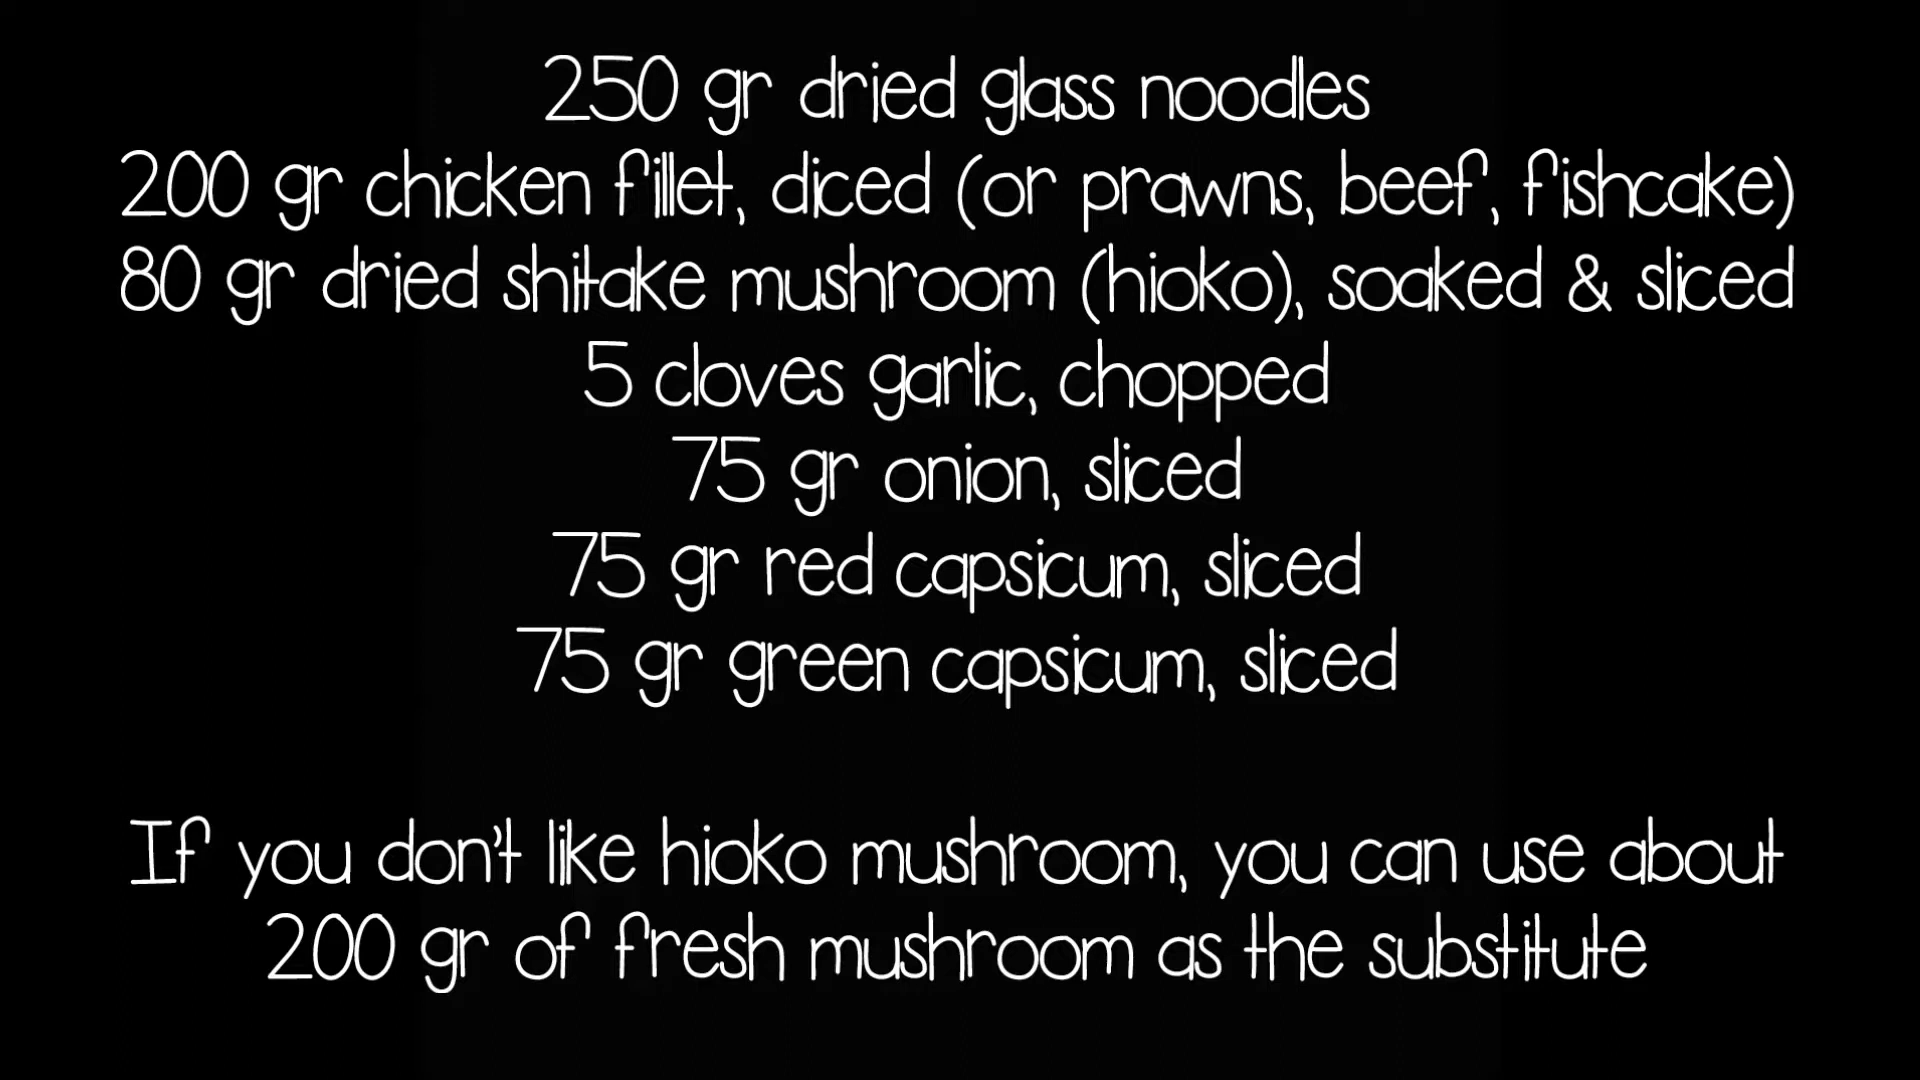 250 gr dried glass noodles
200 gr chicken fillet, diced (or prawns, beef, fishcake)
80 gr dried shitake mushroom (hioko), soaked & sliced
5 cloves garlic, chopped
75 gr onion, sliced
75 gr red capsicum, sliced
75 gr green capsicum, sliced
If you don't like hioko mushroom, you can use about
200 gr of fresh mushroom as the substitute